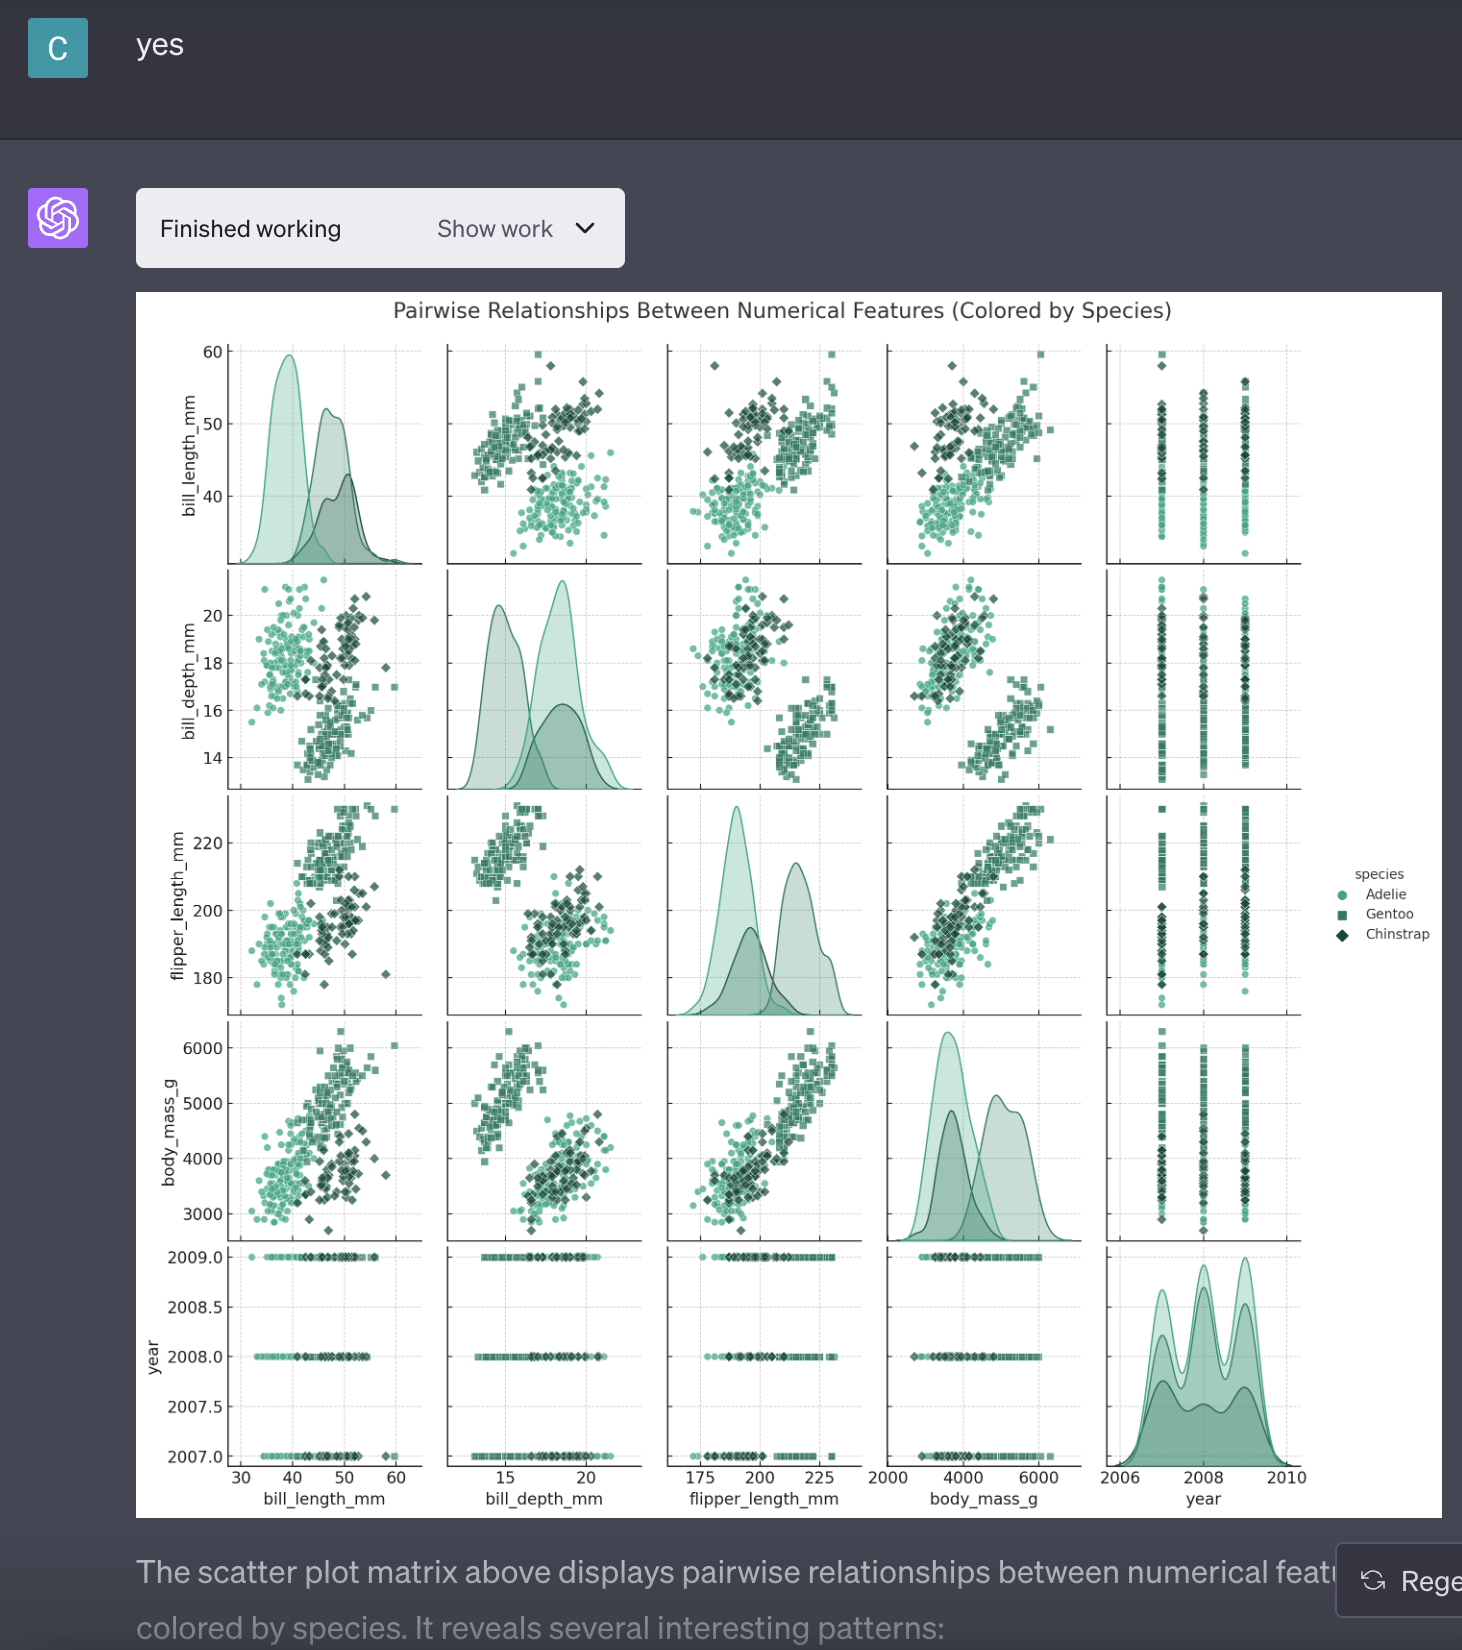 C
yes
Finished working
Show work
Pairwise Relationships Between Numerical Features (Colored by Species)
60
50
40
bill_length_mm
20
18
16
14
bill_depth_mm
220
200
180
flipper_length_mm
species
Adelie
Gentoo
Chinstrap
6000
5000
4000
3000
body_mass_g
2009.0
2008.5
2008.0
2007.5
2007.0
year
30 40 50 60
15 20
175 200 225
2000 4000 6000
2006 2008 2010
bill_length_mm
bill_depth_mm
flipper_length_mm
body_mass_g
year
The scatter plot matrix above displays pairwise relationships between numerical featu
Rege
colored by species. It reveals several interesting patterns: